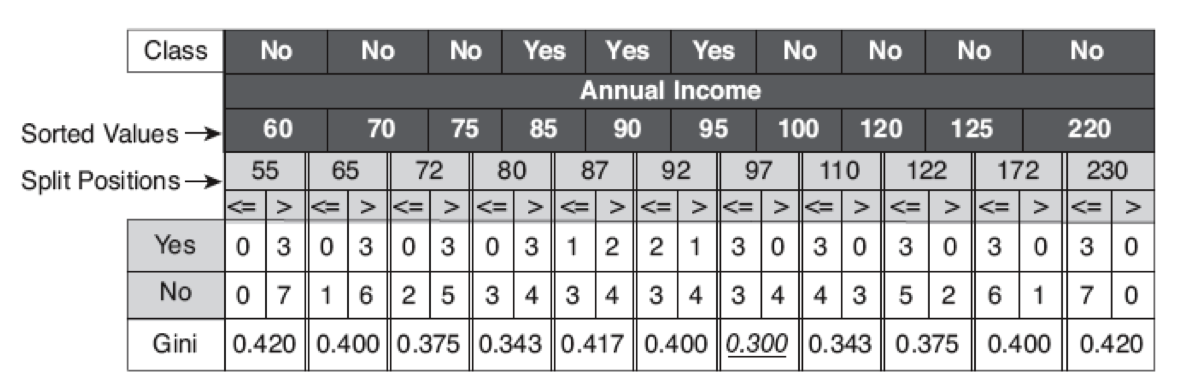 Class No No No Yes Yes Yes No No No No
Annual Income
Sorted Values 60 70 75 85 90 95 100 120 125 220
Split Positions 55 65 72 80 87 92 97 110 122 172 230
<= > <= > <= > <= > <= > <= > <= > <= > <= > <= > <= >
Yes 0 3 0 3 0 3 0 3 1 2 2 1 3 0 3 0 3 0 3 0 3 0
No 0 7 1 6 2 5 3 4 3 4 3 4 3 4 4 3 5 2 6 1 7 0
Gini 0.420 0.400 0.375 0.343 0.417 0.400 0.300 0.343 0.375 0.400 0.420